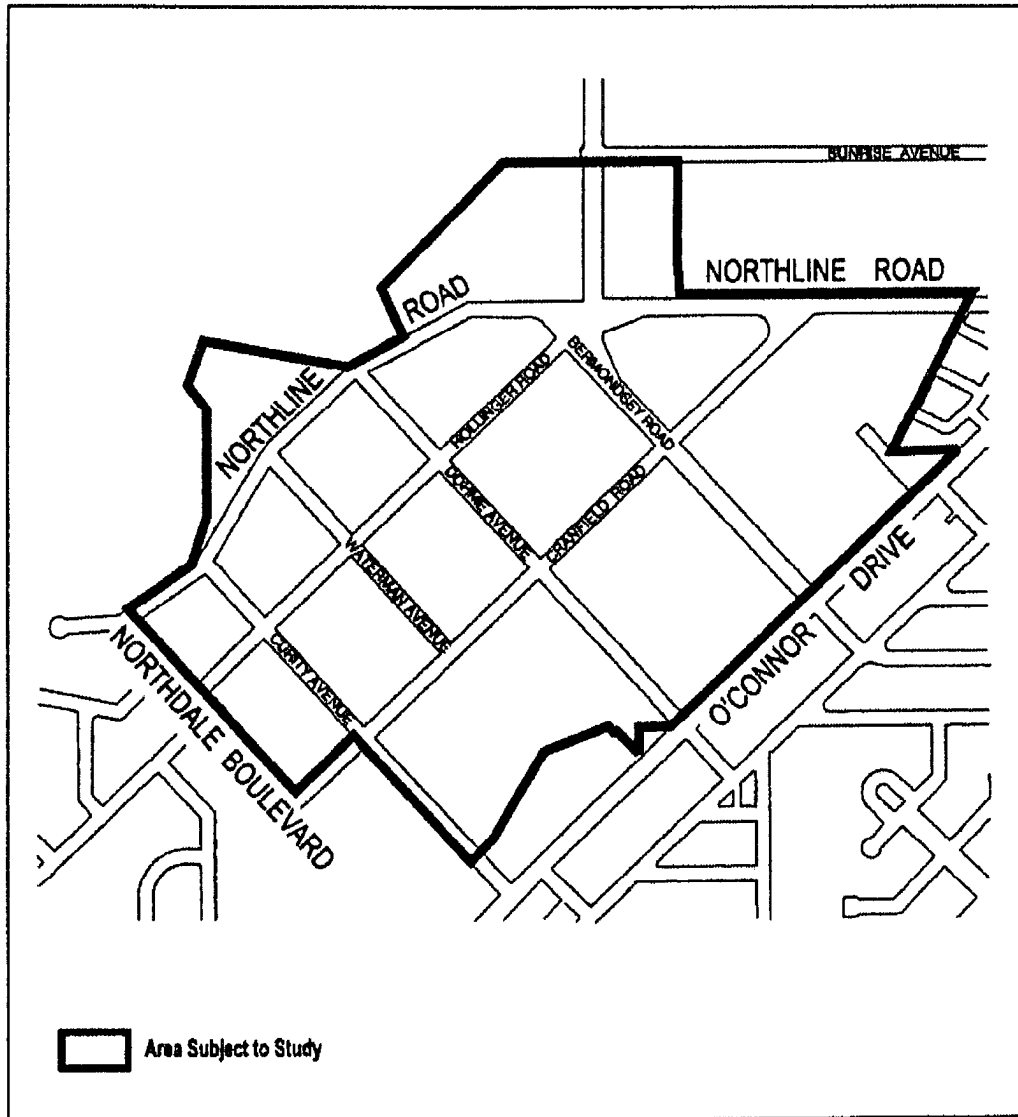 SUNRISE AVENUE
NORTHLINE ROAD
ROAD
NORTHLINE
HOLLINGER ROAD
BERMONDSEY ROAD
DOHME AVENUE
CRANFIELD ROAD
WATERMAN AVENUE
CURITY AVENUE
O'CONNOR DRIVE
NORTHDALE BOULEVARD
Area Subject to Study